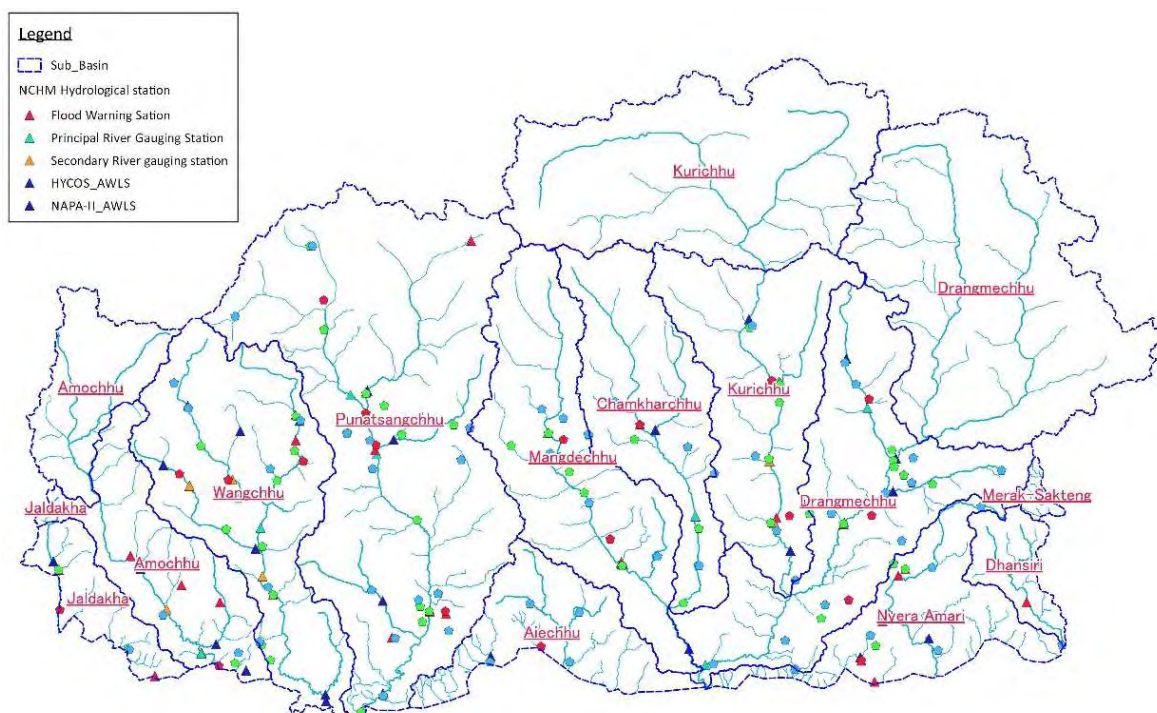 Legend
Sub_Basin
NCHM Hydrological station
Flood Warning Sation
Principal River Gauging Station
Secondary River gauging station
HYCOS_AWLS
NAPA-II_AWLS
Kurichhu
Drangmechhu
Amochhu
Kurichhu
Chamkharchhu
Punatsangchhu
Mangdechhu
Wangchhu
Jaldakha
Drangmechhu
Merak-Sakteng
Amochhu
Dhansiri
Jaldakha
Aiechhu
Nyera Amari